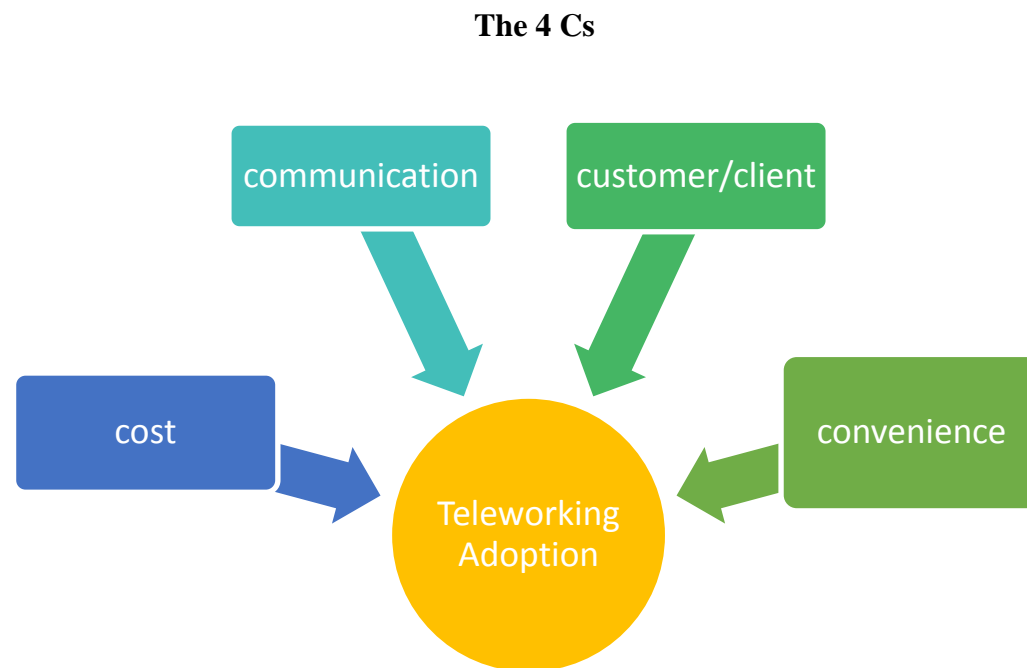 The 4 Cs
communication
customer/client
cost
convenience
Teleworking
Adoption